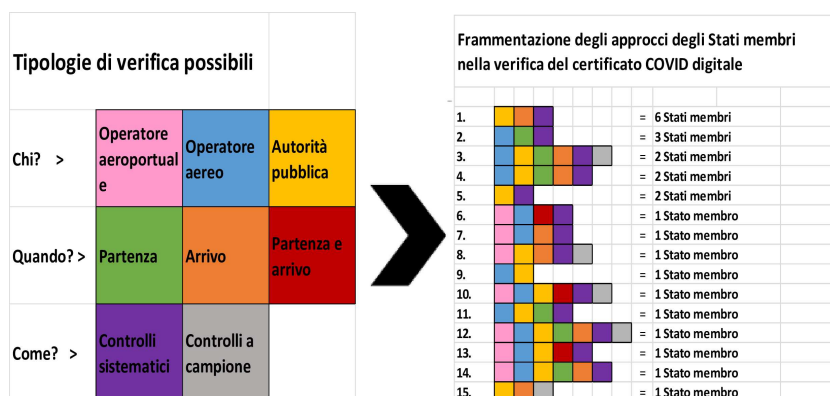 Tipologie di verifica possibili
Chi? >
Operatore
aeroportual
e
Operatore
aereo
Autorità
pubblica
Quando? >
Partenza
Arrivo
Partenza e
arrivo
Come? >
Controlli
sistematici
Controlli a
campione
Frammentazione degli approcci degli Stati membri
nella verifica del certificato COVID digitale
1. = 6 Stati membri
2. = 3 Stati membri
3. = 2 Stati membri
4. = 2 Stati membri
5. = 2 Stati membri
6. = 1 Stato membro
7. = 1 Stato membro
8. = 1 Stato membro
9. = 1 Stato membro
10. = 1 Stato membro
11. = 1 Stato membro
12. = 1 Stato membro
13. = 1 Stato membro
14. = 1 Stato membro
15. = 1 Stato membro